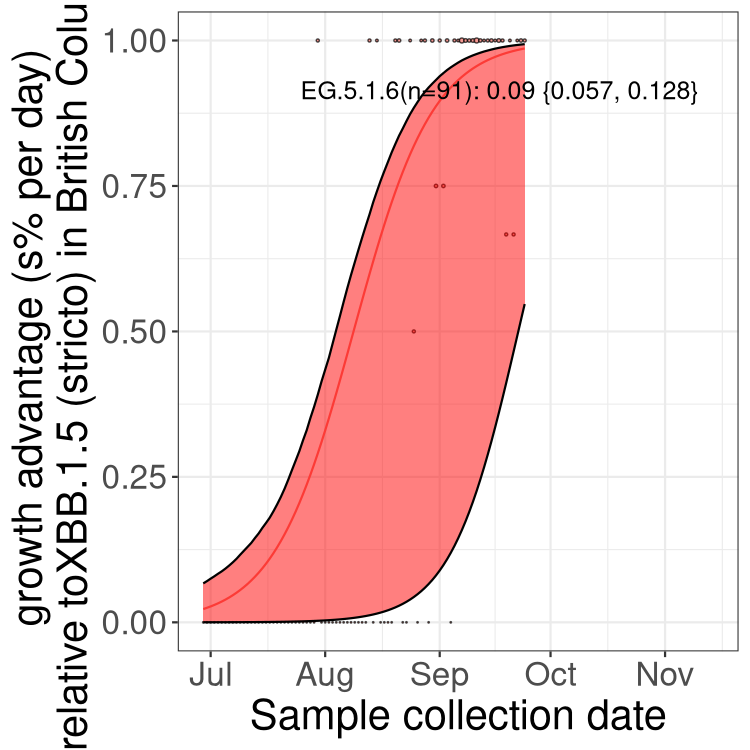 growth advantage (s% per day)
relative toXBB.1.5 (stricto) in British Colu
1.00
0.75
0.50
0.25
0.00
EG.5.1.6(n=91): 0.09 {0.057, 0.128}
Jul Aug Sep Oct Nov
Sample collection date